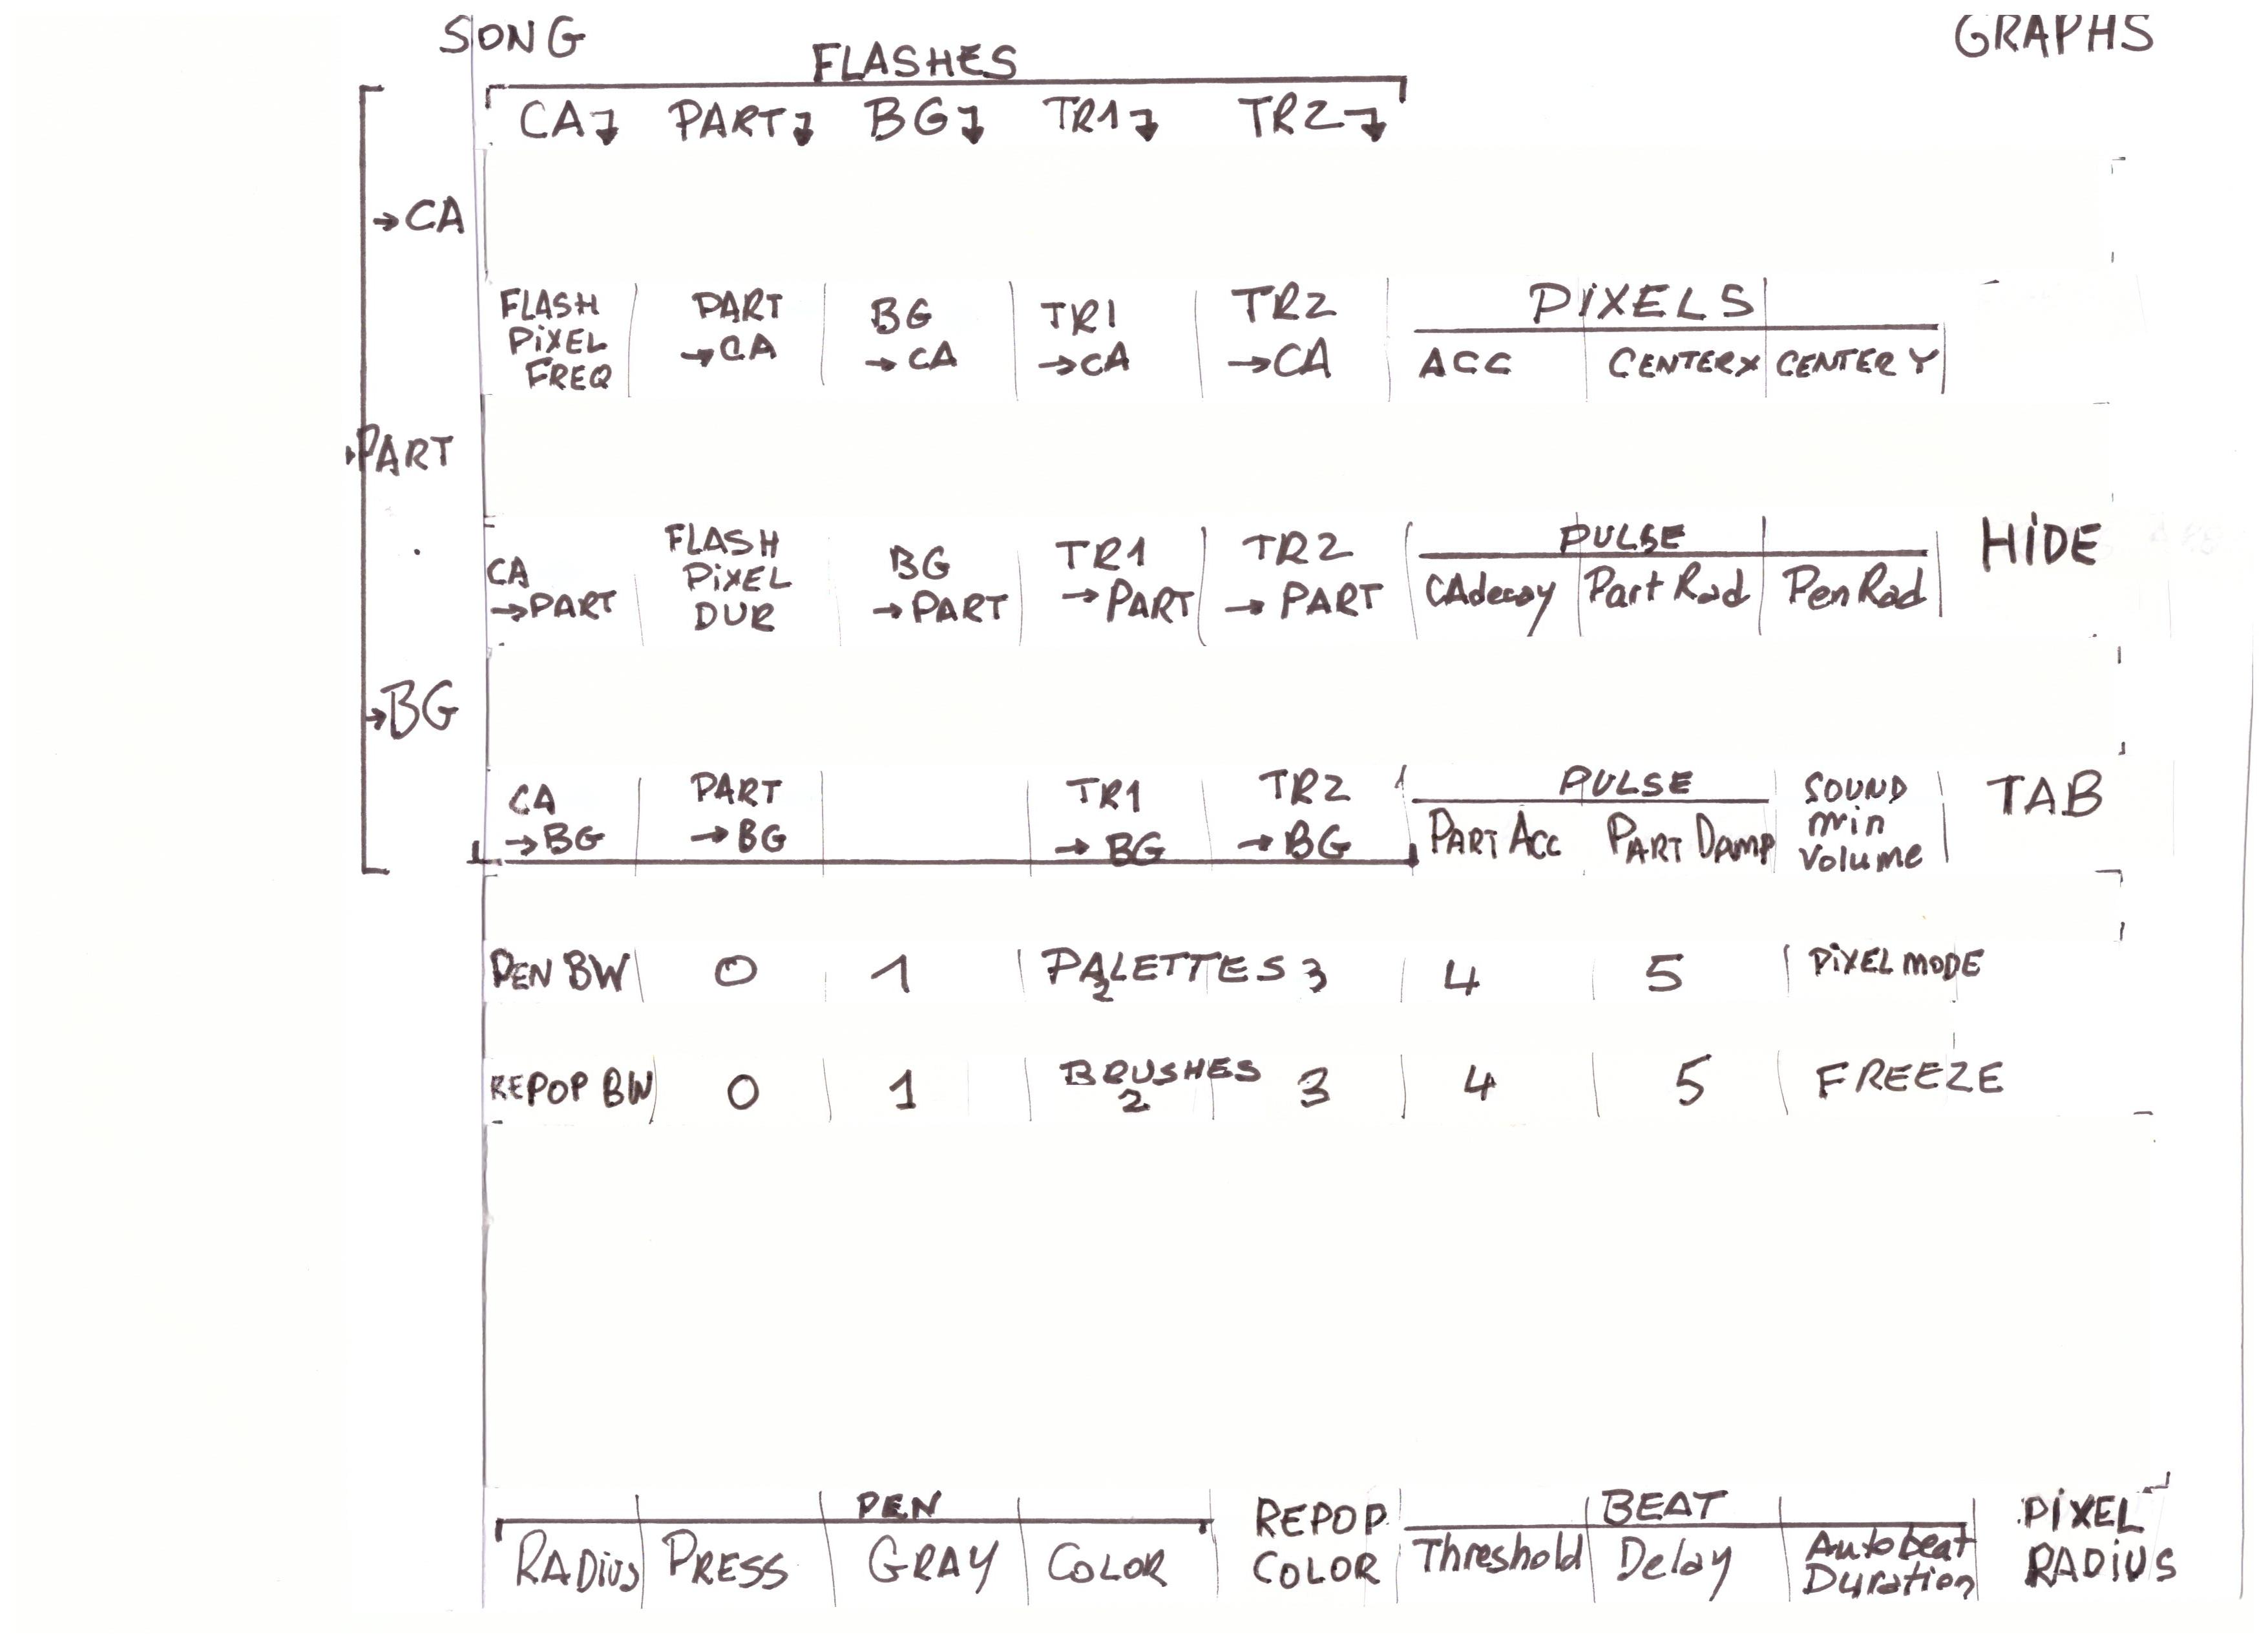 SONG GRAPHS
FLASHES
CA PART BG TR1 TR2
→CA
FLASH PIXEL FREQ
PART →CA
BG →CA
TR1 →CA
TR2 →CA
PIXELS
ACC CENTERX CENTERY
PART
CA →PART
FLASH PIXEL DUR
BG →PART
TR1 →PART
TR2 →PART
PULSE
CAdecay Part Rad Pen Rad
HIDE
→BG
CA →BG
PART →BG
TR1 →BG
TR2 →BG
PULSE
PART ACC PART DAMP
SOUND min volume
TAB
PEN BW 0 1 PALETTES 2 3 4 5 PIXEL MODE
REPOP BW 0 1 BRUSHES 2 3 4 5 FREEZE
PEN
RADIUS PRESS GRAY COLOR
REPOP COLOR
BEAT
Threshold Delay Autobeat Duration
PIXEL RADIUS